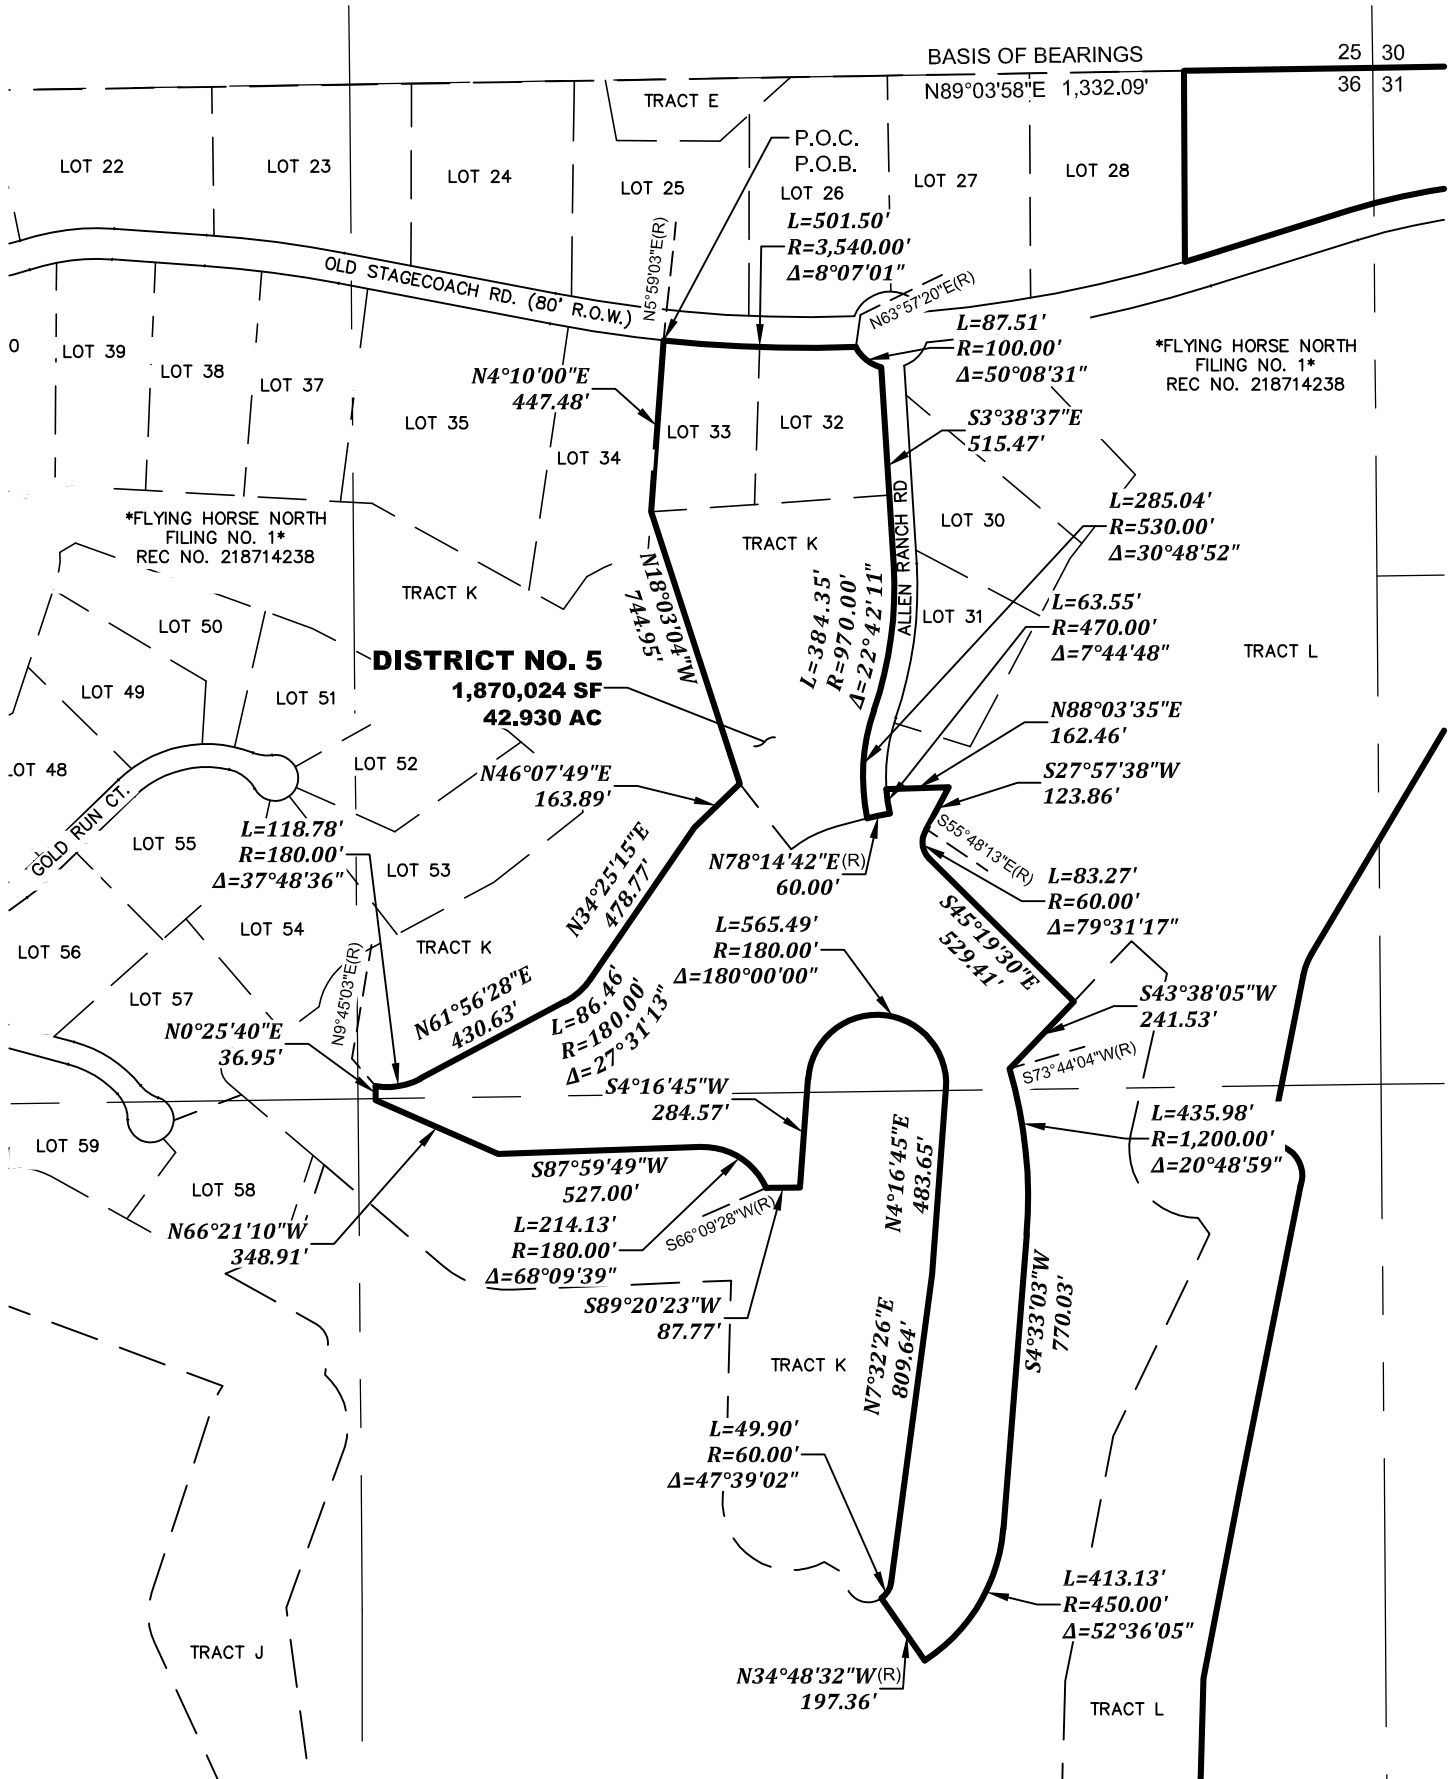 BASIS OF BEARINGS
N89°03'58"E 1,332.09'
25 30
36 31
TRACT E
P.O.C.
P.O.B.
LOT 22
LOT 23
LOT 24
LOT 25
LOT 26
LOT 27
LOT 28
L=501.50'
R=3,540.00'
Δ=8°07'01"
N5°59'03"E(R)
OLD STAGECOACH RD. (80' R.O.W.)
N63°57'20"E(R)
L=87.51'
R=100.00'
Δ=50°08'31"
*FLYING HORSE NORTH
FILING NO. 1*
REC NO. 218714238
0
LOT 39
LOT 38
LOT 37
LOT 35
LOT 34
N4°10'00"E
447.48'
LOT 33
LOT 32
S3°38'37"E
515.47'
*FLYING HORSE NORTH
FILING NO. 1*
REC NO. 218714238
TRACT K
TRACT K
ALLEN RANCH RD
LOT 30
L=285.04'
R=530.00'
Δ=30°48'52"
N18°03'04"W
744.95'
L=384.35'
R=970.00'
Δ=22°42'11"
LOT 31
L=63.55'
R=470.00'
Δ=7°44'48"
TRACT L
LOT 50
LOT 49
LOT 51
DISTRICT NO. 5
1,870,024 SF
42.930 AC
N88°03'35"E
162.46'
LOT 48
LOT 52
N46°07'49"E
163.89'
S27°57'38"W
123.86'
GOLD RUN CT.
LOT 55
L=118.78'
R=180.00'
Δ=37°48'36"
LOT 53
S55°48'13"E(R)
N78°14'42"E(R)
60.00'
L=83.27'
R=60.00'
Δ=79°31'17"
N34°25'15"E
478.77'
LOT 54
LOT 56
TRACT K
L=565.49'
R=180.00'
Δ=180°00'00"
S45°19'30"E
529.41'
LOT 57
N9°45'03"E(R)
N61°56'28"E
430.63'
S43°38'05"W
241.53'
N0°25'40"E
36.95'
L=86.46'
R=180.00'
Δ=27°31'13"
S73°44'04"W(R)
S4°16'45"W
284.57'
LOT 59
L=435.98'
R=1,200.00'
Δ=20°48'59"
LOT 58
S87°59'49"W
527.00'
N4°16'45"E
483.65'
N66°21'10"W
348.91'
L=214.13'
R=180.00'
Δ=68°09'39"
S66°09'28"W(R)
S89°20'23"W
87.77'
S4°33'03"W
770.03'
N7°32'26"E
809.64'
TRACT K
L=49.90'
R=60.00'
Δ=47°39'02"
L=413.13'
R=450.00'
Δ=52°36'05"
TRACT J
N34°48'32"W(R)
197.36'
TRACT L